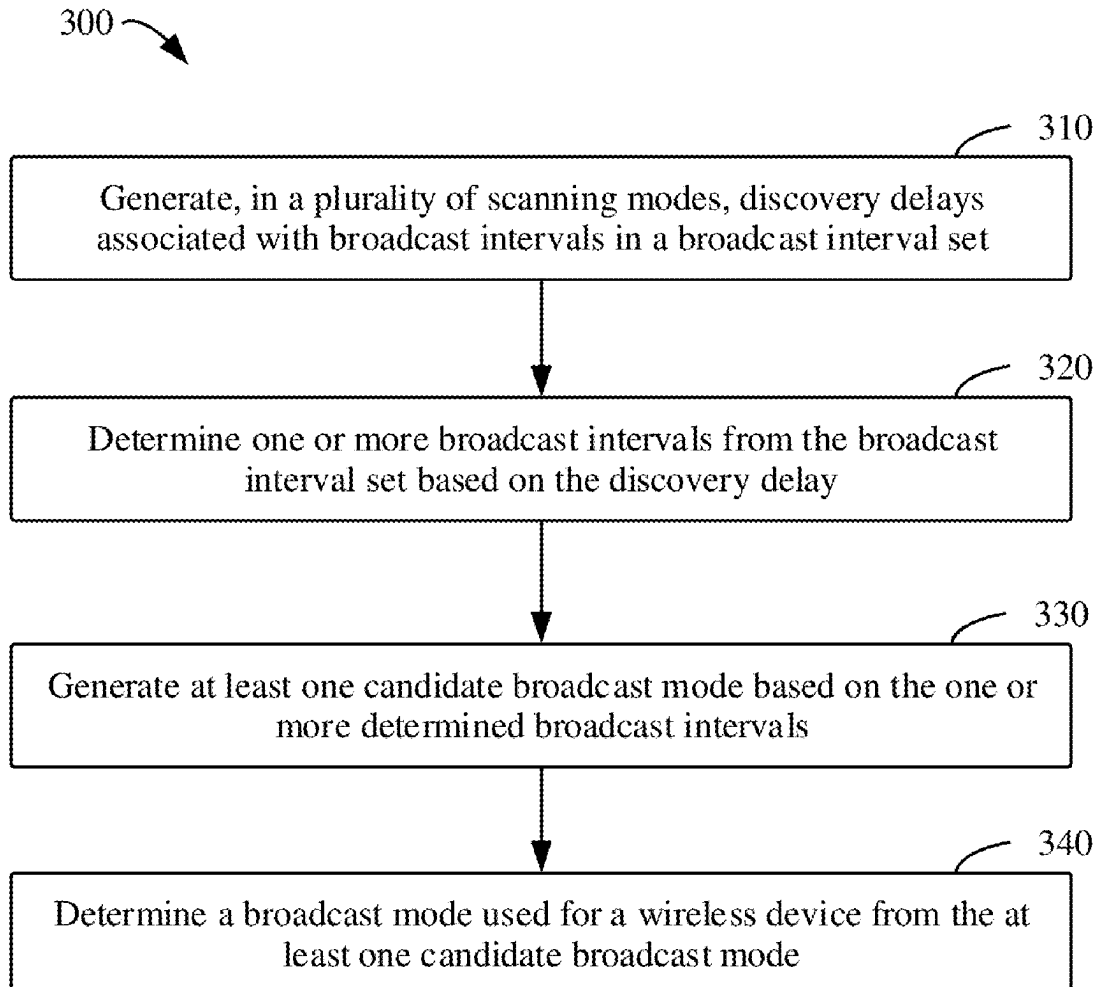 300
310
Generate, in a plurality of scanning modes, discovery delays
associated with broadcast intervals in a broadcast interval set
320
Determine one or more broadcast intervals from the broadcast
interval set based on the discovery delay
330
Generate at least one candidate broadcast mode based on the one or
more determined broadcast intervals
340
Determine a broadcast mode used for a wireless device from the at
least one candidate broadcast mode